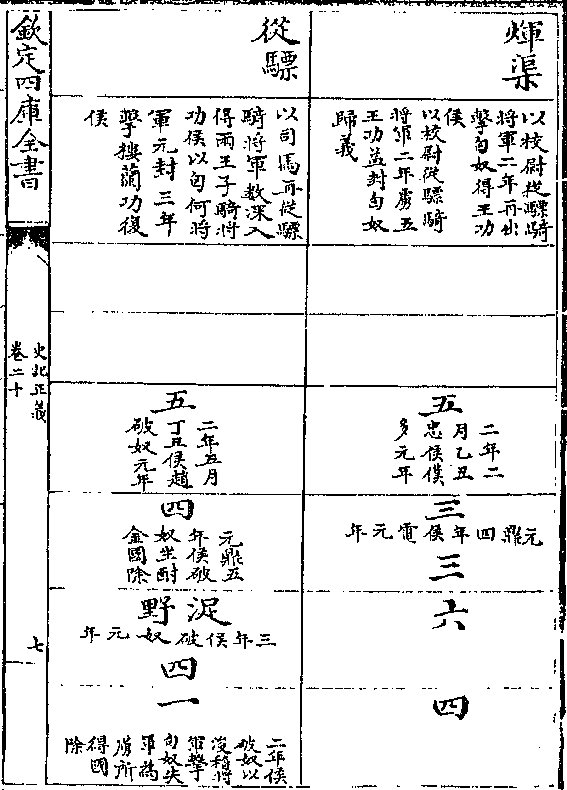 煇渠
以校尉從驃騎
將軍二年再出
擊匈奴得王功
侯
以校尉從驃騎
將軍二年虜五
王功益封匈奴
歸義
五
二年二
月乙丑
忠侯僕
多元年
三
元鼎四年侯電元年
三
六
四
從驃
以司馬再從驃
騎將軍數深入
得兩王子騎將
功侯以匈何將
軍元封三年
擊樓蘭功復
侯
五
二年五月
丁丑侯趙
破奴元年
四
元鼎五
年侯破
奴坐酎
金國除
浞野
三年侯破奴元年
四
一
二年侯
破奴以
浚稽將
軍擊
匈奴失
軍為
虜所
得國
除
欽定四庫全書
史記正義
卷二十
七